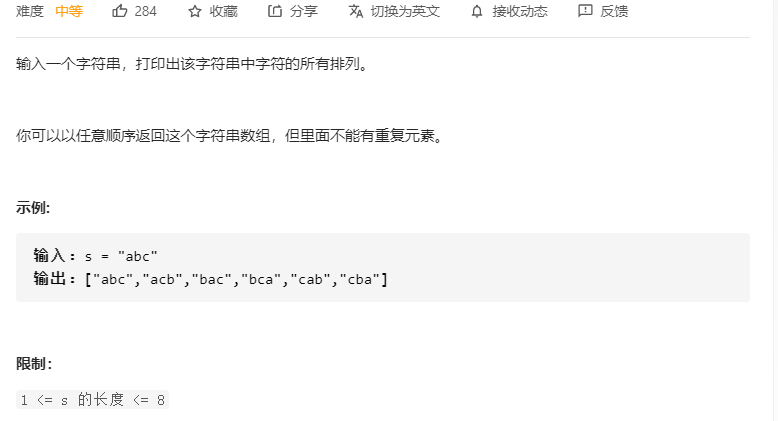 难度 中等 284 收藏 分享 切换为英文 接收动态 反馈
输入一个字符串，打印出该字符串中字符的所有排列。
你可以以任意顺序返回这个字符串数组，但里面不能有重复元素。
示例:
输入：s = "abc"
输出：["abc","acb","bac","bca","cab","cba"]
限制：
1 <= s 的长度 <= 8